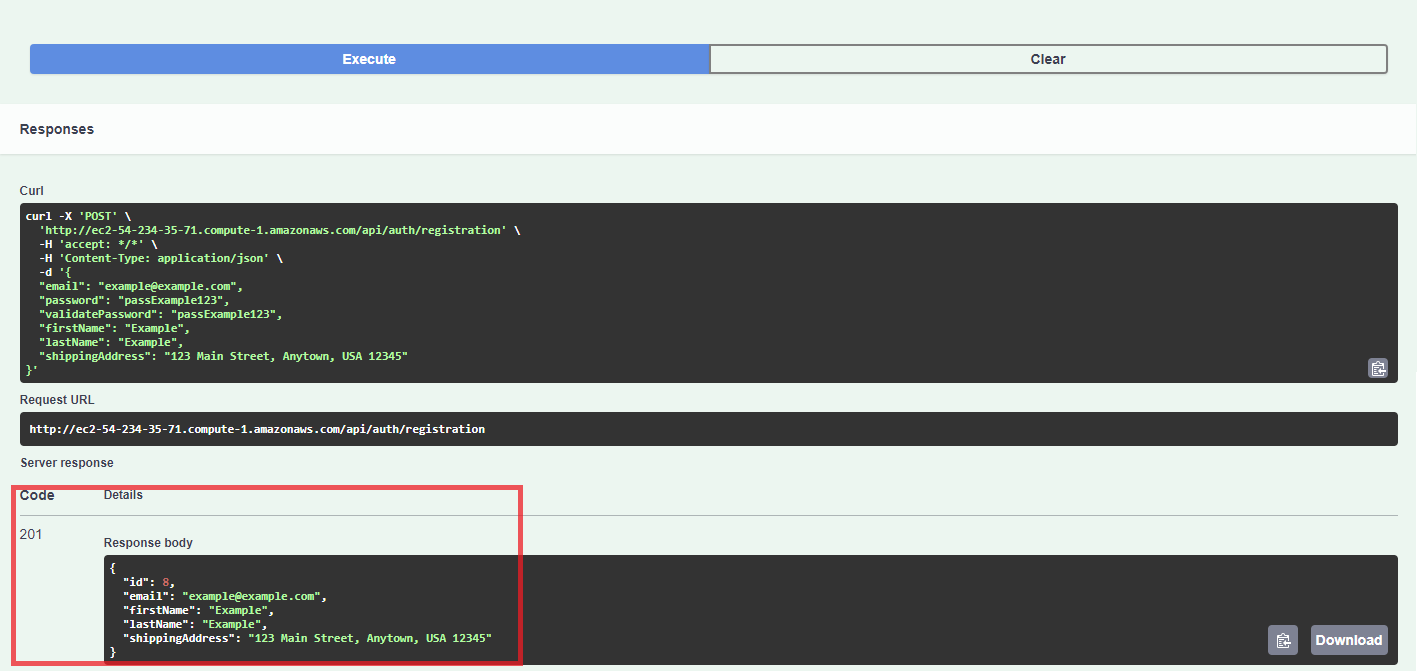 Execute
Clear
Responses
Curl
curl -X 'POST' \
  'http://ec2-54-234-35-71.compute-1.amazonaws.com/api/auth/registration' \
  -H 'accept: */*' \
  -H 'Content-Type: application/json' \
  -d '{
  "email": "example@example.com",
  "password": "passExample123",
  "validatePassword": "passExample123",
  "firstName": "Example",
  "lastName": "Example",
  "shippingAddress": "123 Main Street, Anytown, USA 12345"
}'
Request URL
http://ec2-54-234-35-71.compute-1.amazonaws.com/api/auth/registration
Server response
Code Details
201
Response body
{
  "id": 8,
  "email": "example@example.com",
  "firstName": "Example",
  "lastName": "Example",
  "shippingAddress": "123 Main Street, Anytown, USA 12345"
}
Download